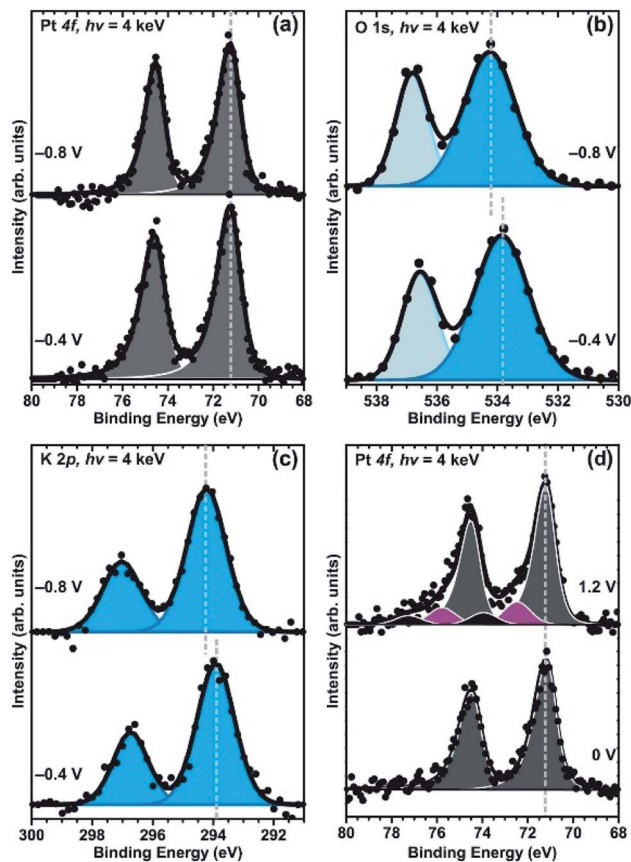 Pt 4f, hν = 4 keV (a)
–0.8 V
–0.4 V
Intensity (arb. units)
80 78 76 74 72 70 68
Binding Energy (eV)
O 1s, hν = 4 keV (b)
–0.8 V
–0.4 V
Intensity (arb. units)
538 536 534 532 530
Binding Energy (eV)
K 2p, hν = 4 keV (c)
–0.8 V
–0.4 V
Intensity (arb. units)
300 298 296 294 292
Binding Energy (eV)
Pt 4f, hν = 4 keV (d)
1.2 V
0 V
Intensity (arb. units)
80 78 76 74 72 70 68
Binding Energy (eV)